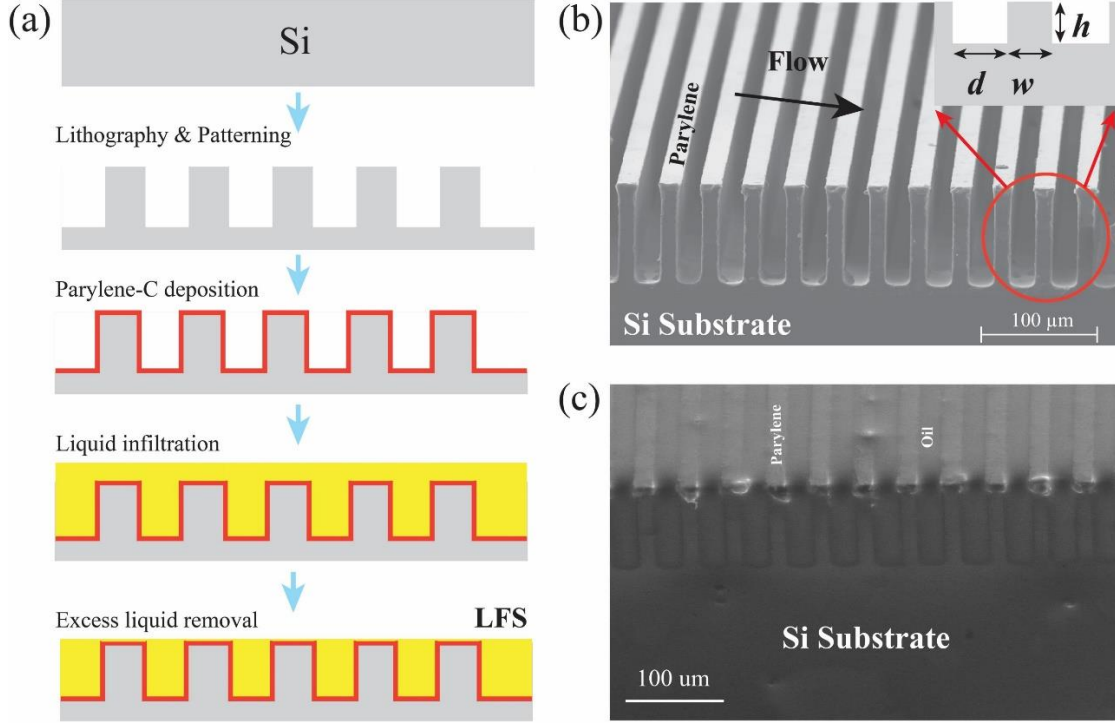 (a)
Si
Lithography & Patterning
Parylene-C deposition
Liquid infiltration
Excess liquid removal
LFS
(b)
Flow
Parylene
h
d
w
Si Substrate
100 µm
(c)
Parylene
Oil
Si Substrate
100 µm